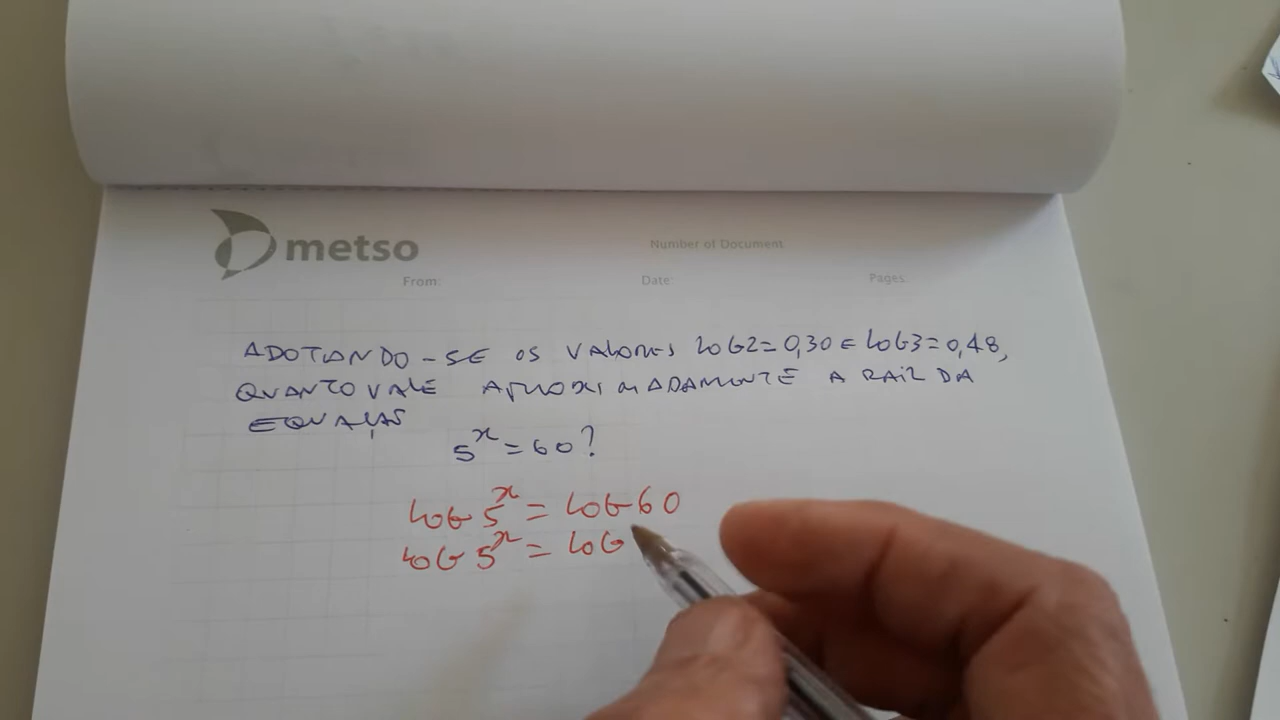 metso
Number of Document:
From:
Date:
Pages:
ADOTANDO-SE OS VALORES LOG2=0,30 E LOG3=0,48,
QUANTO VALE APROXIMADAMENTE A RAIZ DA
EQUAÇÃO
5^x=60?
LOG 5^x = LOG 60
LOG 5^x = LOG